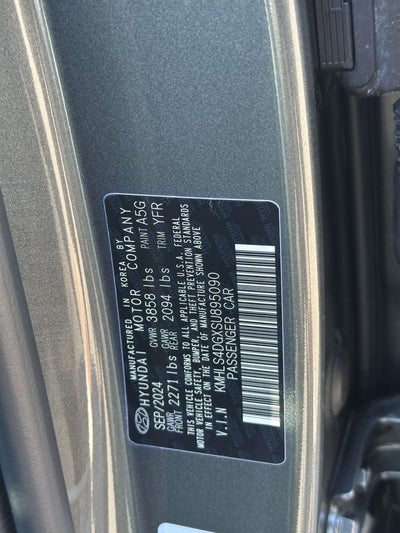 MANUFACTURED IN KOREA BY
HYUNDAI MOTOR COMPANY
SEP/2024 PAINT A5G
GVWR 3858 lbs TRIM YFR
GAWR FRONT 2271 lbs GAWR REAR 2094 lbs
THIS VEHICLE CONFORMS TO ALL APPLICABLE U.S.A. FEDERAL
MOTOR VEHICLE SAFETY, BUMPER, AND THEFT PREVENTION STANDARDS
IN EFFECT ON THE DATE OF MANUFACTURE SHOWN ABOVE.
KMHLS4DGXSU895090
V.I.N PASSENGER CAR